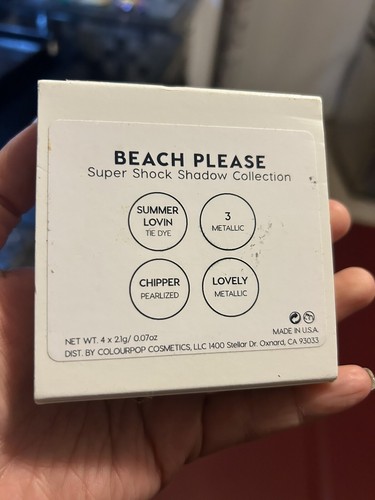 BEACH PLEASE
Super Shock Shadow Collection
SUMMER
LOVIN
TIE DYE
3
METALLIC
CHIPPER
PEARLIZED
LOVELY
METALLIC
MADE IN U.S.A.
NET WT. 4 x 2.1g/ 0.07oz
DIST. BY COLOURPOP COSMETICS, LLC 1400 Stellar Dr. Oxnard, CA 93033